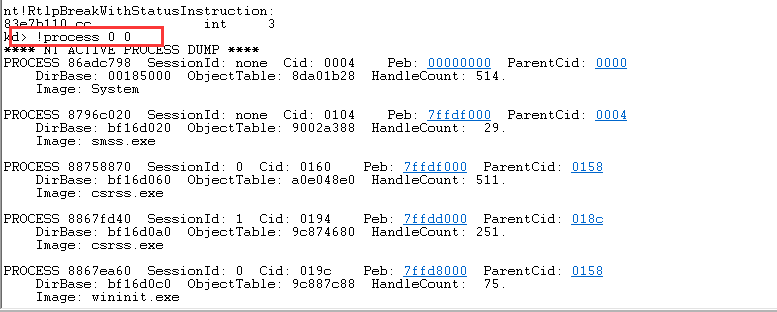 nt!RtlpBreakWithStatusInstruction:
83e7b110 cc              int     3
kd> !process 0 0
**** NT ACTIVE PROCESS DUMP ****
PROCESS 86adc798  SessionId: none  Cid: 0004    Peb: 00000000  ParentCid: 0000
    DirBase: 00185000  ObjectTable: 8da01b28  HandleCount: 514.
    Image: System
PROCESS 8796c020  SessionId: none  Cid: 0104    Peb: 7ffdf000  ParentCid: 0004
    DirBase: bf16d020  ObjectTable: 9002a388  HandleCount:  29.
    Image: smss.exe
PROCESS 88758870  SessionId: 0  Cid: 0160    Peb: 7ffdf000  ParentCid: 0158
    DirBase: bf16d060  ObjectTable: a0e048e0  HandleCount: 511.
    Image: csrss.exe
PROCESS 8867fd40  SessionId: 1  Cid: 0194    Peb: 7ffdd000  ParentCid: 018c
    DirBase: bf16d0a0  ObjectTable: 9c874680  HandleCount: 251.
    Image: csrss.exe
PROCESS 8867ea60  SessionId: 0  Cid: 019c    Peb: 7ffd8000  ParentCid: 0158
    DirBase: bf16d0c0  ObjectTable: 9c887c88  HandleCount:  75.
    Image: wininit.exe